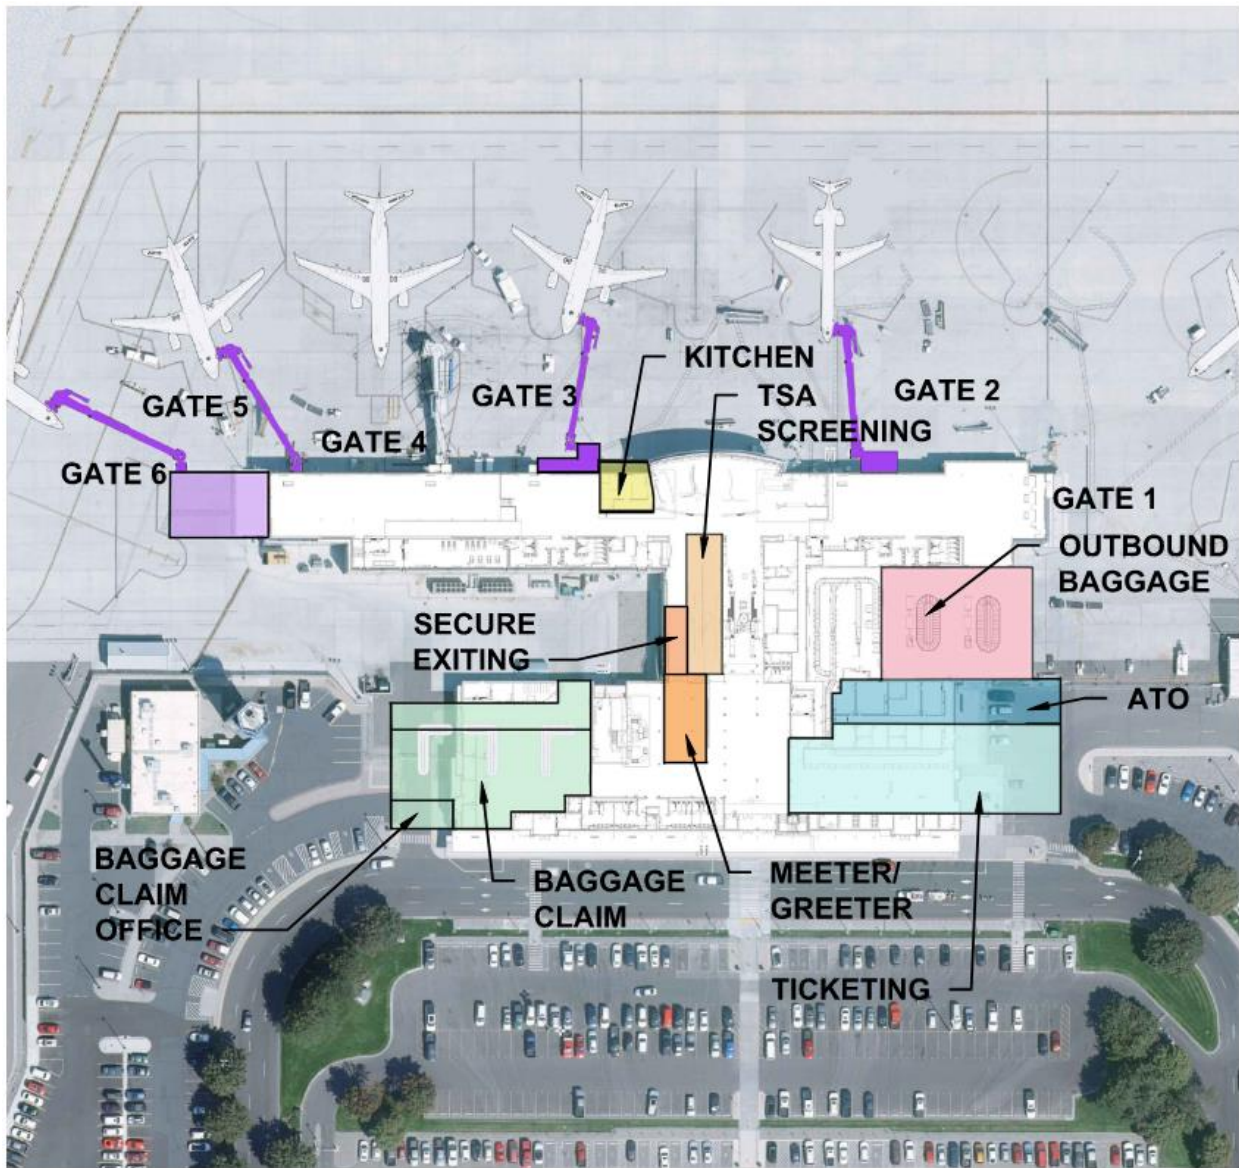 KITCHEN
TSA
SCREENING
GATE 2
GATE 3
GATE 5
GATE 4
GATE 6
GATE 1
OUTBOUND
BAGGAGE
SECURE
EXITING
ATO
BAGGAGE
CLAIM
OFFICE
BAGGAGE
CLAIM
MEETER/
GREETER
TICKETING